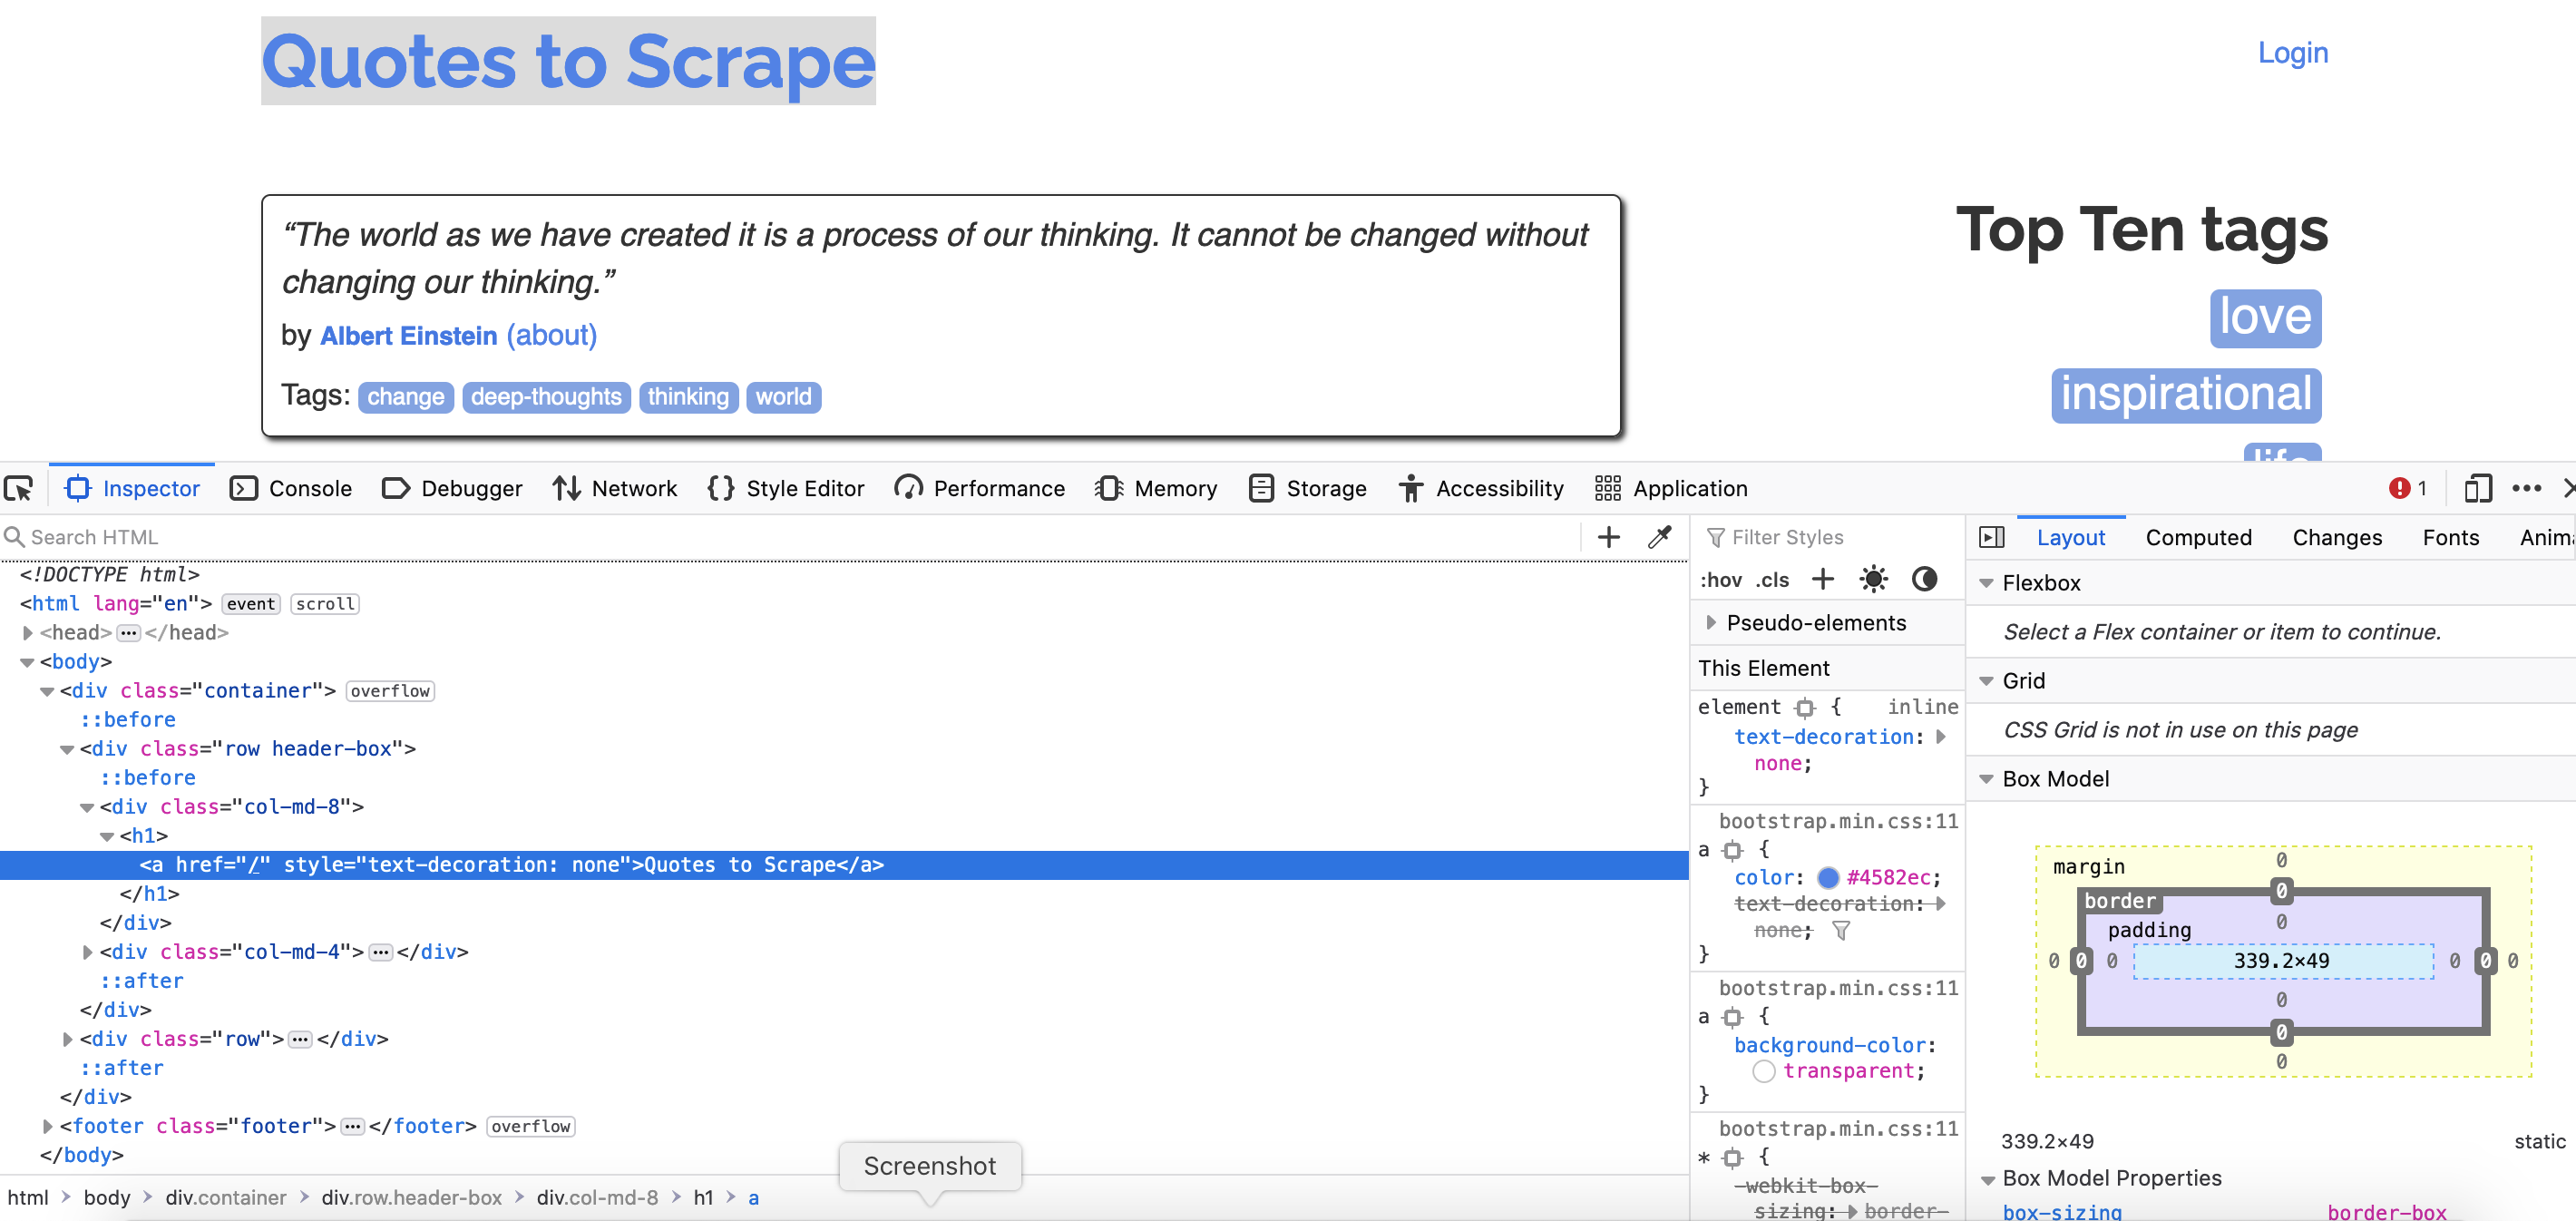 Quotes to Scrape
Login
“The world as we have created it is a process of our thinking. It cannot be changed without
changing our thinking.”
by Albert Einstein (about)
Tags: change deep-thoughts thinking world
Top Ten tags
love
inspirational
life
Inspector Console Debugger Network Style Editor Performance Memory Storage Accessibility Application 1
Search HTML
<!DOCTYPE html>
<html lang="en"> event scroll
<head> ••• </head>
<body>
<div class="container"> overflow
::before
<div class="row header-box">
::before
<div class="col-md-8">
<h1>
<a href="/" style="text-decoration: none">Quotes to Scrape</a>
</h1>
</div>
<div class="col-md-4"> ••• </div>
::after
</div>
<div class="row"> ••• </div>
::after
</div>
<footer class="footer"> ••• </footer> overflow
</body>
html > body > div.container > div.row.header-box > div.col-md-8 > h1 > a
Screenshot
Filter Styles
:hov .cls
Pseudo-elements
This Element
element { inline
text-decoration:
none;
}
bootstrap.min.css:11
a {
color: #4582ec;
text-decoration:
none;
}
bootstrap.min.css:11
a {
background-color:
transparent;
}
bootstrap.min.css:11
* {
-webkit-box-
sizing: border-
Layout Computed Changes Fonts Anim
Flexbox
Select a Flex container or item to continue.
Grid
CSS Grid is not in use on this page
Box Model
margin 0
border 0
padding 0
0 0 0 339.2×49 0 0 0
0
0
0
339.2×49 static
Box Model Properties
box-sizing border-box